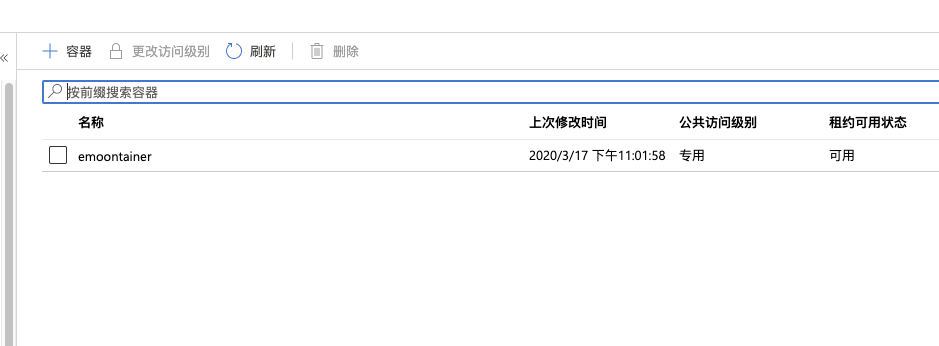 « + 容器 更改访问级别 刷新 删除
按前缀搜索容器
名称 上次修改时间 公共访问级别 租约可用状态
emoontainer 2020/3/17 下午11:01:58 专用 可用